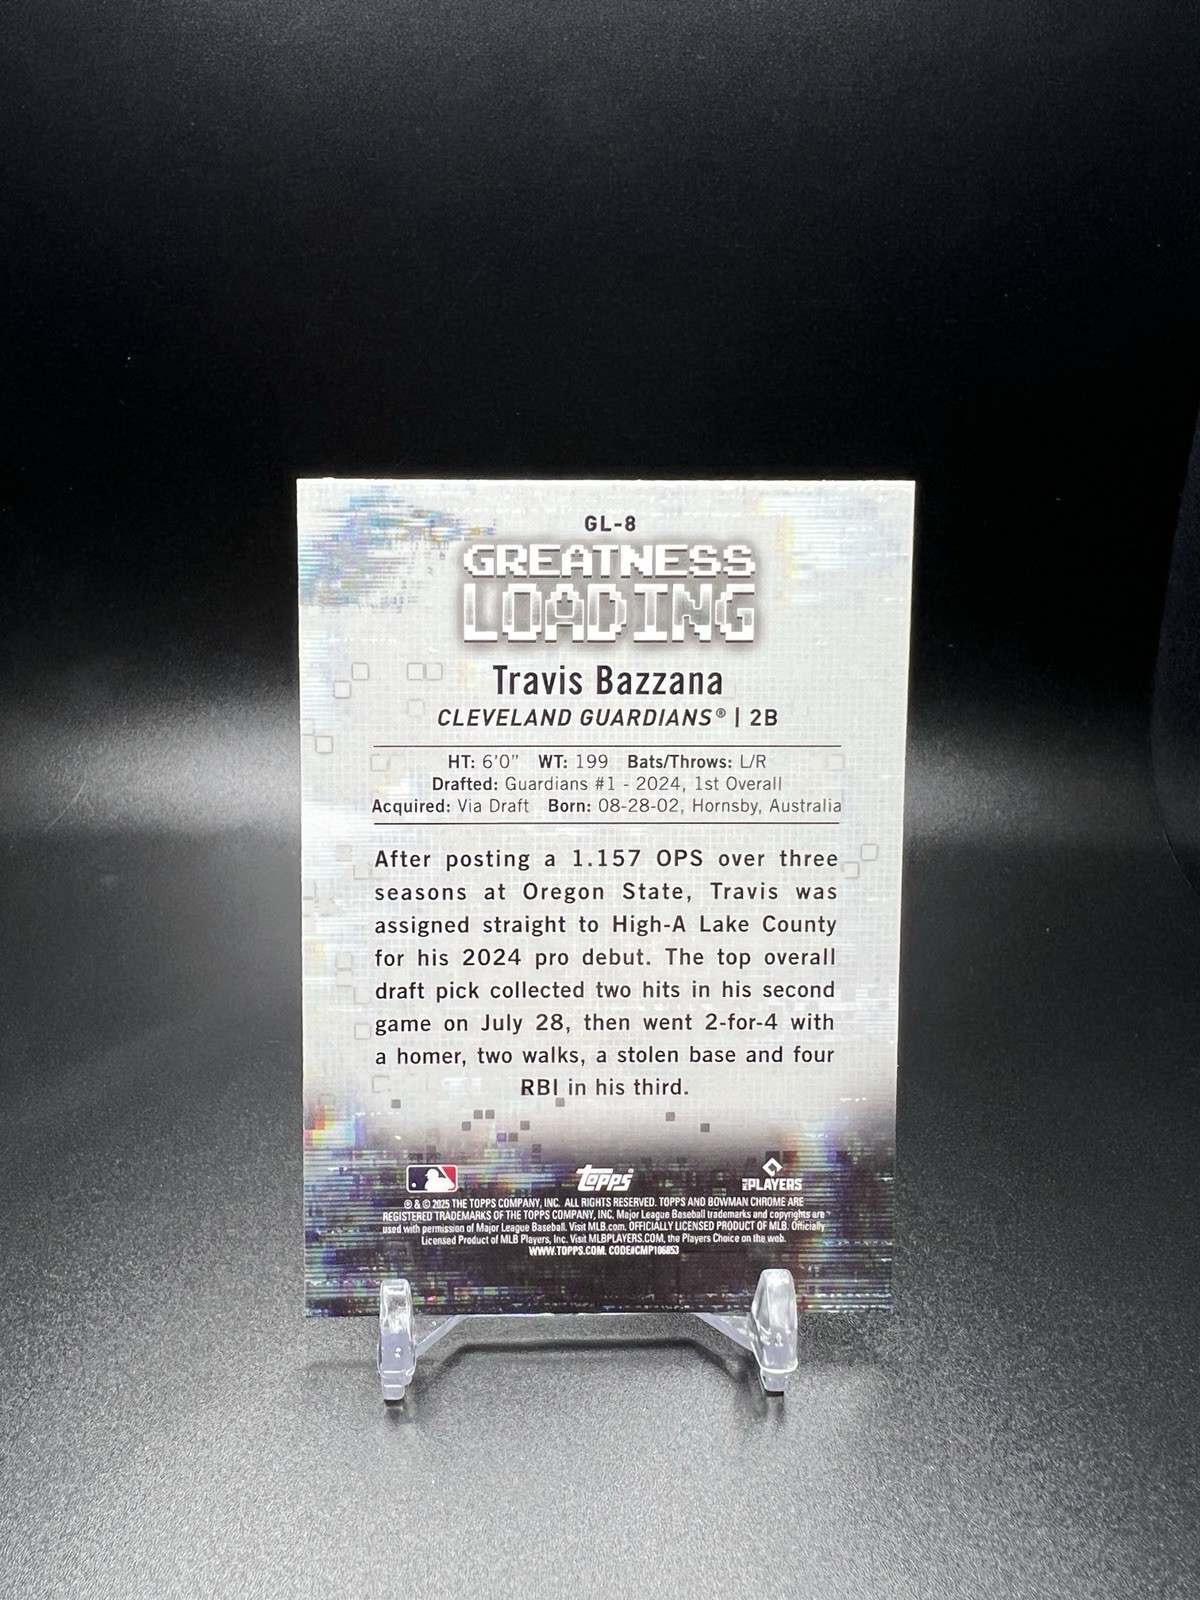 GL-8
GREATNESS
LOADING
Travis Bazzana
CLEVELAND GUARDIANS® | 2B
HT: 6'0" WT: 199 Bats/Throws: L/R
Drafted: Guardians #1 - 2024, 1st Overall
Acquired: Via Draft Born: 08-28-02, Hornsby, Australia
After posting a 1.157 OPS over three
seasons at Oregon State, Travis was
assigned straight to High-A Lake County
for his 2024 pro debut. The top overall
draft pick collected two hits in his second
game on July 28, then went 2-for-4 with
a homer, two walks, a stolen base and four
RBI in his third.
topps
MLB PLAYERS
® & © 2025 THE TOPPS COMPANY, INC. ALL RIGHTS RESERVED. TOPPS AND BOWMAN CHROME ARE
REGISTERED TRADEMARKS OF THE TOPPS COMPANY, INC. Major League Baseball trademarks and copyrights are
used with permission of Major League Baseball. Visit MLB.com. OFFICIALLY LICENSED PRODUCT OF MLB. Officially
Licensed Product of MLB Players, Inc. Visit MLBPLAYERS.COM, the Players Choice on the web.
WWW.TOPPS.COM. CODE#CMP106853